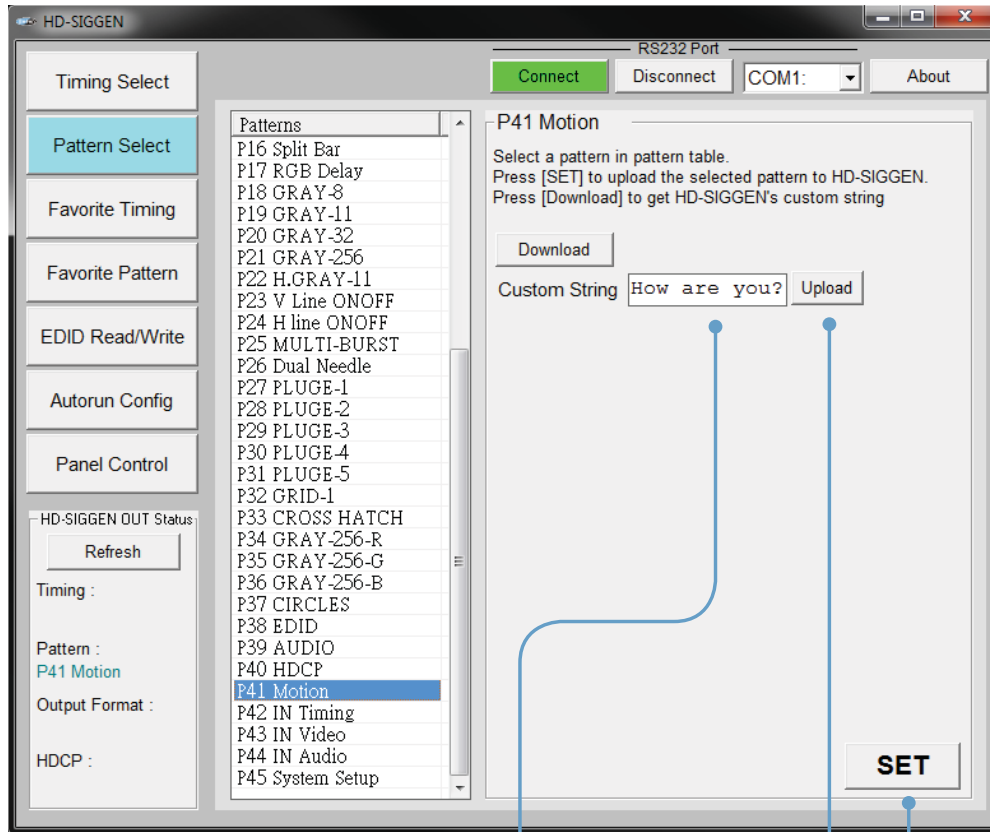 HD-SIGGEN
RS232 Port
Connect
Disconnect
COM1:
About
Timing Select
Pattern Select
Favorite Timing
Favorite Pattern
EDID Read/Write
Autorun Config
Panel Control
HD-SIGGEN OUT Status
Refresh
Timing :
Pattern :
P41 Motion
Output Format :
HDCP :
Patterns
P16 Split Bar
P17 RGB Delay
P18 GRAY-8
P19 GRAY-11
P20 GRAY-32
P21 GRAY-256
P22 H.GRAY-11
P23 V Line ONOFF
P24 H line ONOFF
P25 MULTI-BURST
P26 Dual Needle
P27 PLUGE-1
P28 PLUGE-2
P29 PLUGE-3
P30 PLUGE-4
P31 PLUGE-5
P32 GRID-1
P33 CROSS HATCH
P34 GRAY-256-R
P35 GRAY-256-G
P36 GRAY-256-B
P37 CIRCLES
P38 EDID
P39 AUDIO
P40 HDCP
P41 Motion
P42 IN Timing
P43 IN Video
P44 IN Audio
P45 System Setup
P41 Motion
Select a pattern in pattern table.
Press [SET] to upload the selected pattern to HD-SIGGEN.
Press [Download] to get HD-SIGGEN's custom string
Download
Custom String How are you? Upload
SET